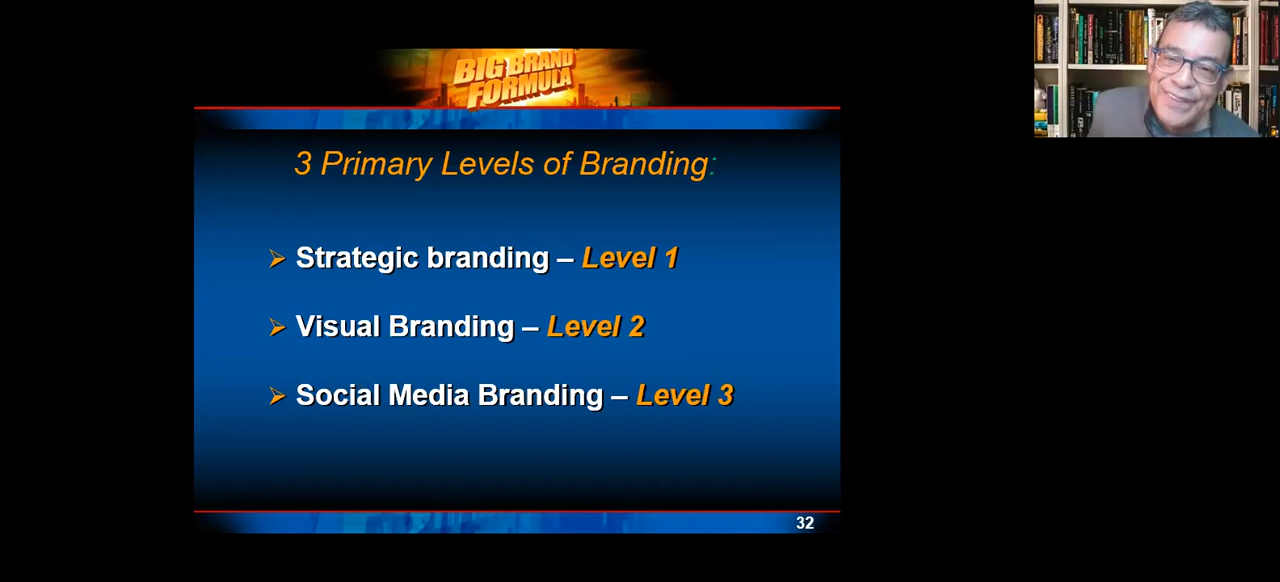 BIG BRAND
FORMULA
3 Primary Levels of Branding:
➢ Strategic branding – Level 1
➢ Visual Branding – Level 2
➢ Social Media Branding – Level 3
32